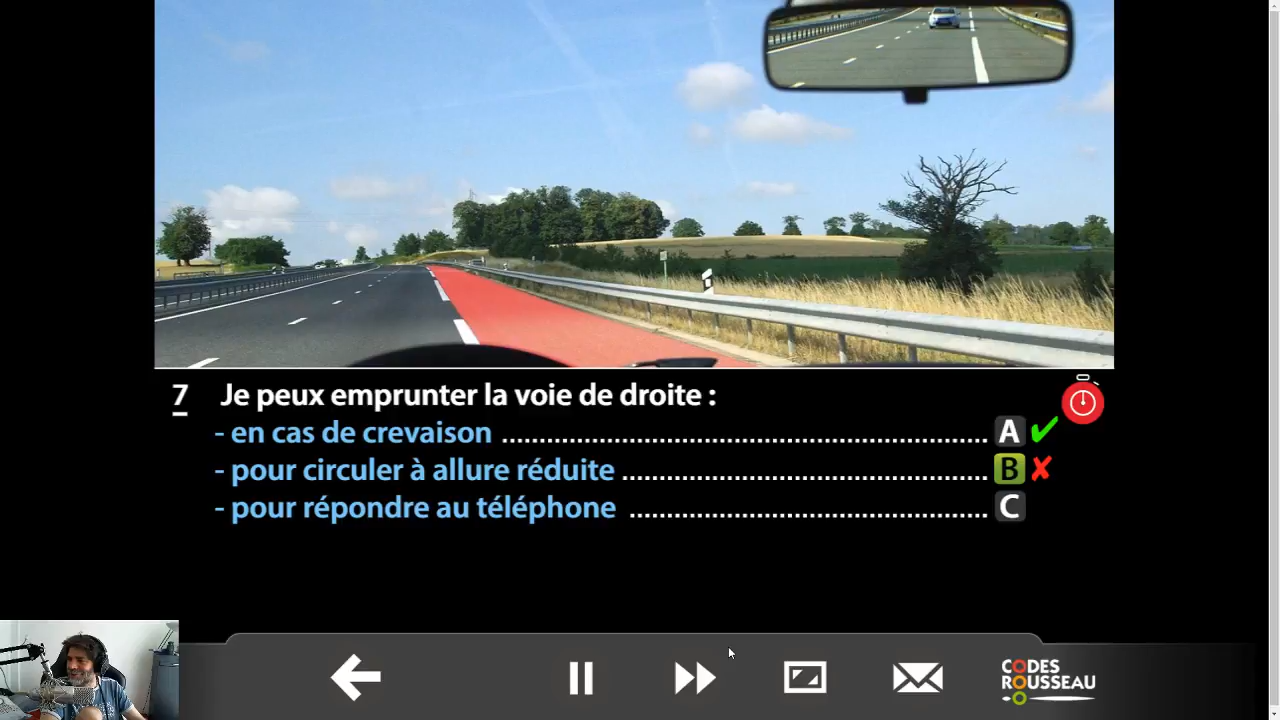 7 Je peux emprunter la voie de droite :
- en cas de crevaison ................................................................ A ✔
- pour circuler à allure réduite ................................................ B ✘
- pour répondre au téléphone ................................................ C
CODES
ROUSSEAU